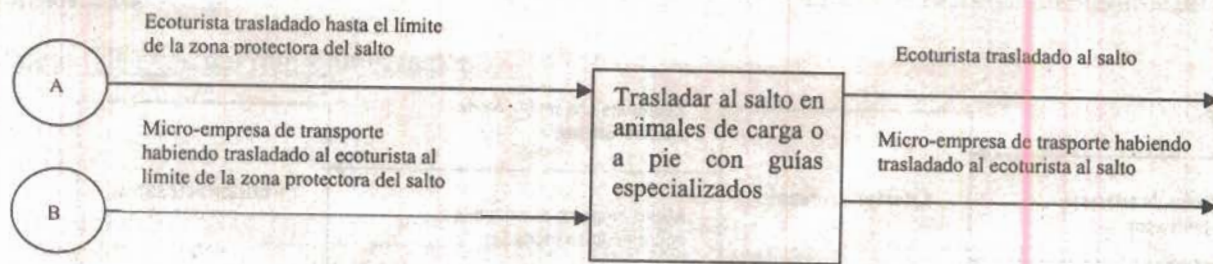 Ecoturista trasladado hasta el límite
de la zona protectora del salto
A
Micro-empresa de transporte
habiendo trasladado al ecoturista al
límite de la zona protectora del salto
B
Trasladar al salto en
animales de carga o
a pie con guías
especializados
Ecoturista trasladado al salto
Micro-empresa de trasporte habiendo
trasladado al ecoturista al salto